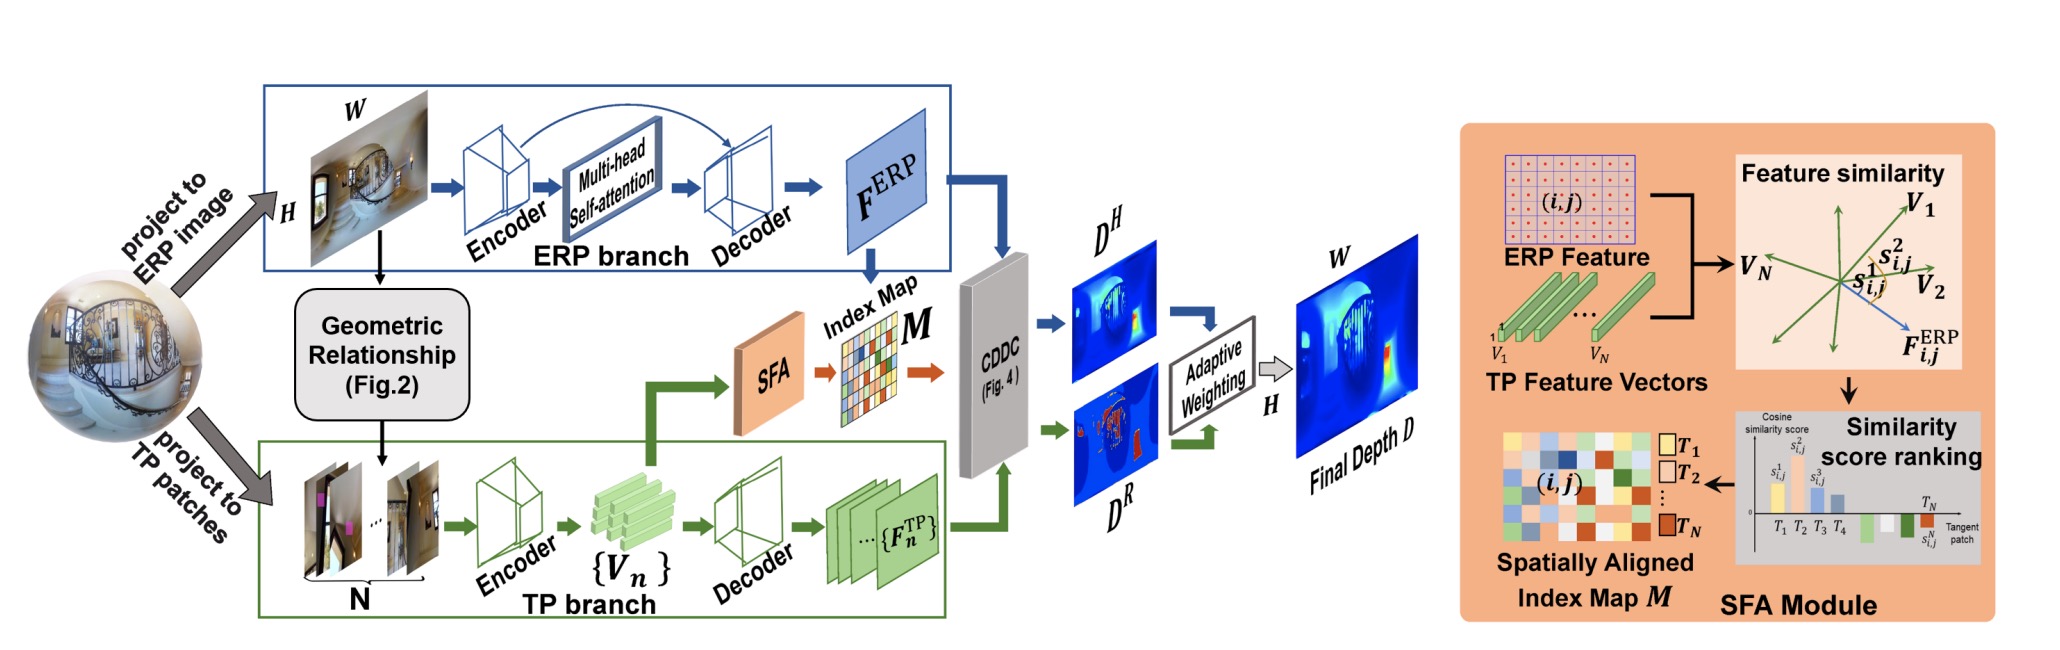 project to
ERP image
project to
TP patches
W
H
Encoder
Multi-head
Self-attention
Decoder
F^ERP
ERP branch
Geometric
Relationship
(Fig.2)
SFA
Index Map
M
N
Encoder
{V_n}
Decoder
...{F_n^TP}
TP branch
CDDC
(Fig. 4 )
D^H
D^R
Adaptive
Weighting
W
H
Final Depth D
(i,j)
ERP Feature
1
1
V_1
...
V_N
TP Feature Vectors
Feature similarity
V_1
V_2
V_N
s_{i,j}^2
s_{i,j}^1
F_{i,j}^ERP
Cosine
similarity score
Similarity
score ranking
s_{i,j}^1
s_{i,j}^2
s_{i,j}^3
0
T_1 T_2 T_3 T_4
T_N
s_{i,j}^N
Tangent
patch
(i,j)
T_1
T_2
⋮
T_N
Spatially Aligned
Index Map M
SFA Module